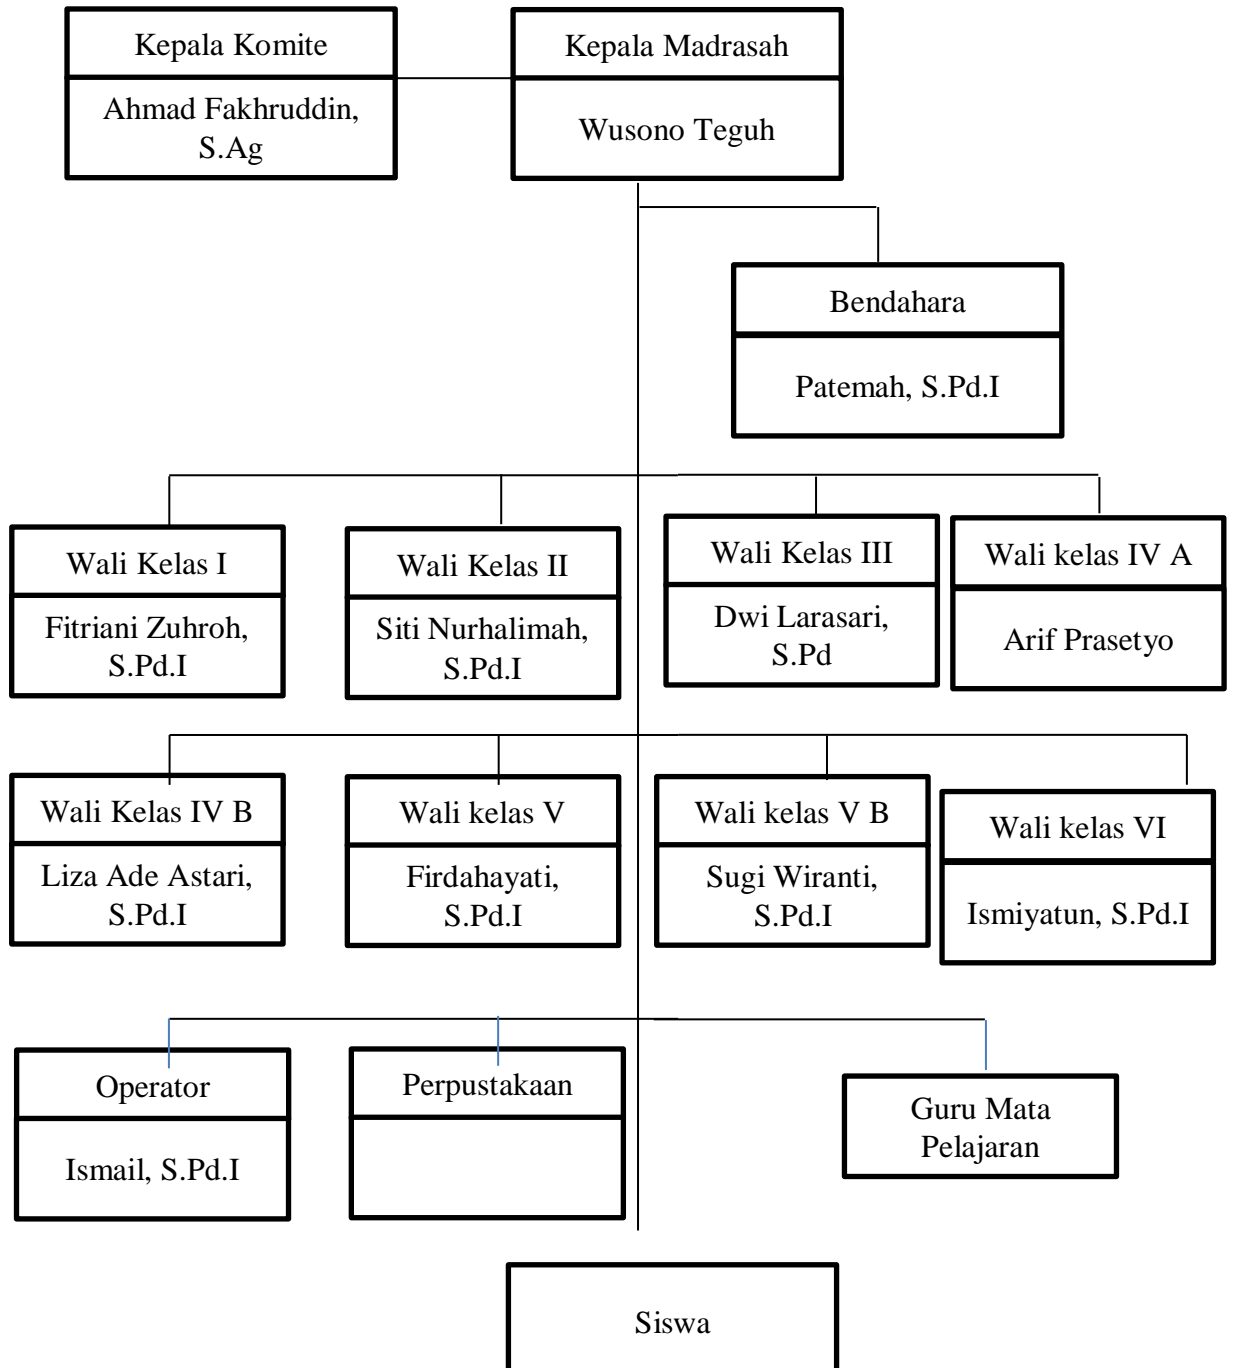 Kepala Komite
Ahmad Fakhruddin,
S.Ag
Kepala Madrasah
Wusono Teguh
Bendahara
Patemah, S.Pd.I
Wali Kelas I
Fitriani Zuhroh,
S.Pd.I
Wali Kelas II
Siti Nurhalimah,
S.Pd.I
Wali Kelas III
Dwi Larasari,
S.Pd
Wali kelas IV A
Arif Prasetyo
Wali Kelas IV B
Liza Ade Astari,
S.Pd.I
Wali kelas V
Firdahayati,
S.Pd.I
Wali kelas V B
Sugi Wiranti,
S.Pd.I
Wali kelas VI
Ismiyatun, S.Pd.I
Operator
Ismail, S.Pd.I
Perpustakaan
Guru Mata
Pelajaran
Siswa